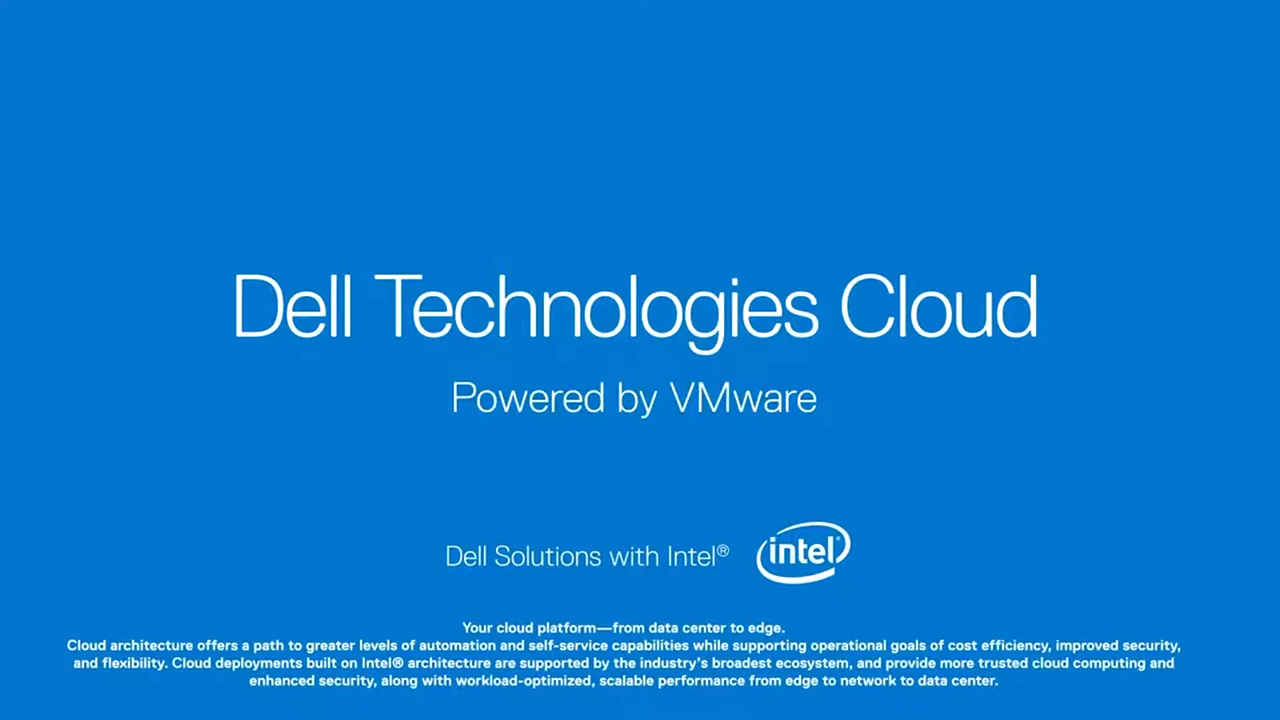 Dell Technologies Cloud
Powered by VMware
Dell Solutions with Intel® intel®
Your cloud platform—from data center to edge.
Cloud architecture offers a path to greater levels of automation and self-service capabilities while supporting operational goals of cost efficiency, improved security,
and flexibility. Cloud deployments built on Intel® architecture are supported by the industry's broadest ecosystem, and provide more trusted cloud computing and
enhanced security, along with workload-optimized, scalable performance from edge to network to data center.